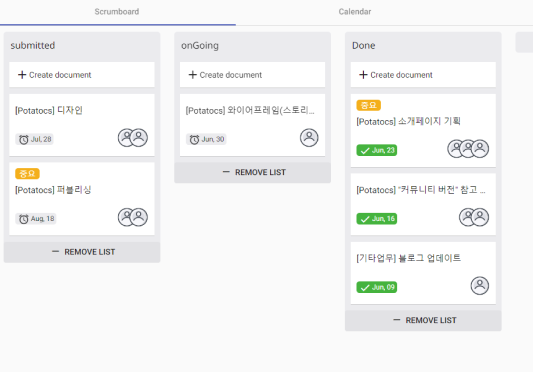 Scrumboard
Calendar
submitted
+ Create document
[Potatocs] 디자인
Jul, 28
중요
[Potatocs] 퍼블리싱
Aug, 18
— REMOVE LIST
onGoing
+ Create document
[Potatocs] 와이어프레임(스토리...
Jun, 30
— REMOVE LIST
Done
+ Create document
중요
[Potatocs] 소개페이지 기획
Jun, 23
[Potatocs] "커뮤니티 버전" 참고 ...
Jun, 16
[기타업무] 블로그 업데이트
Jun, 09
— REMOVE LIST